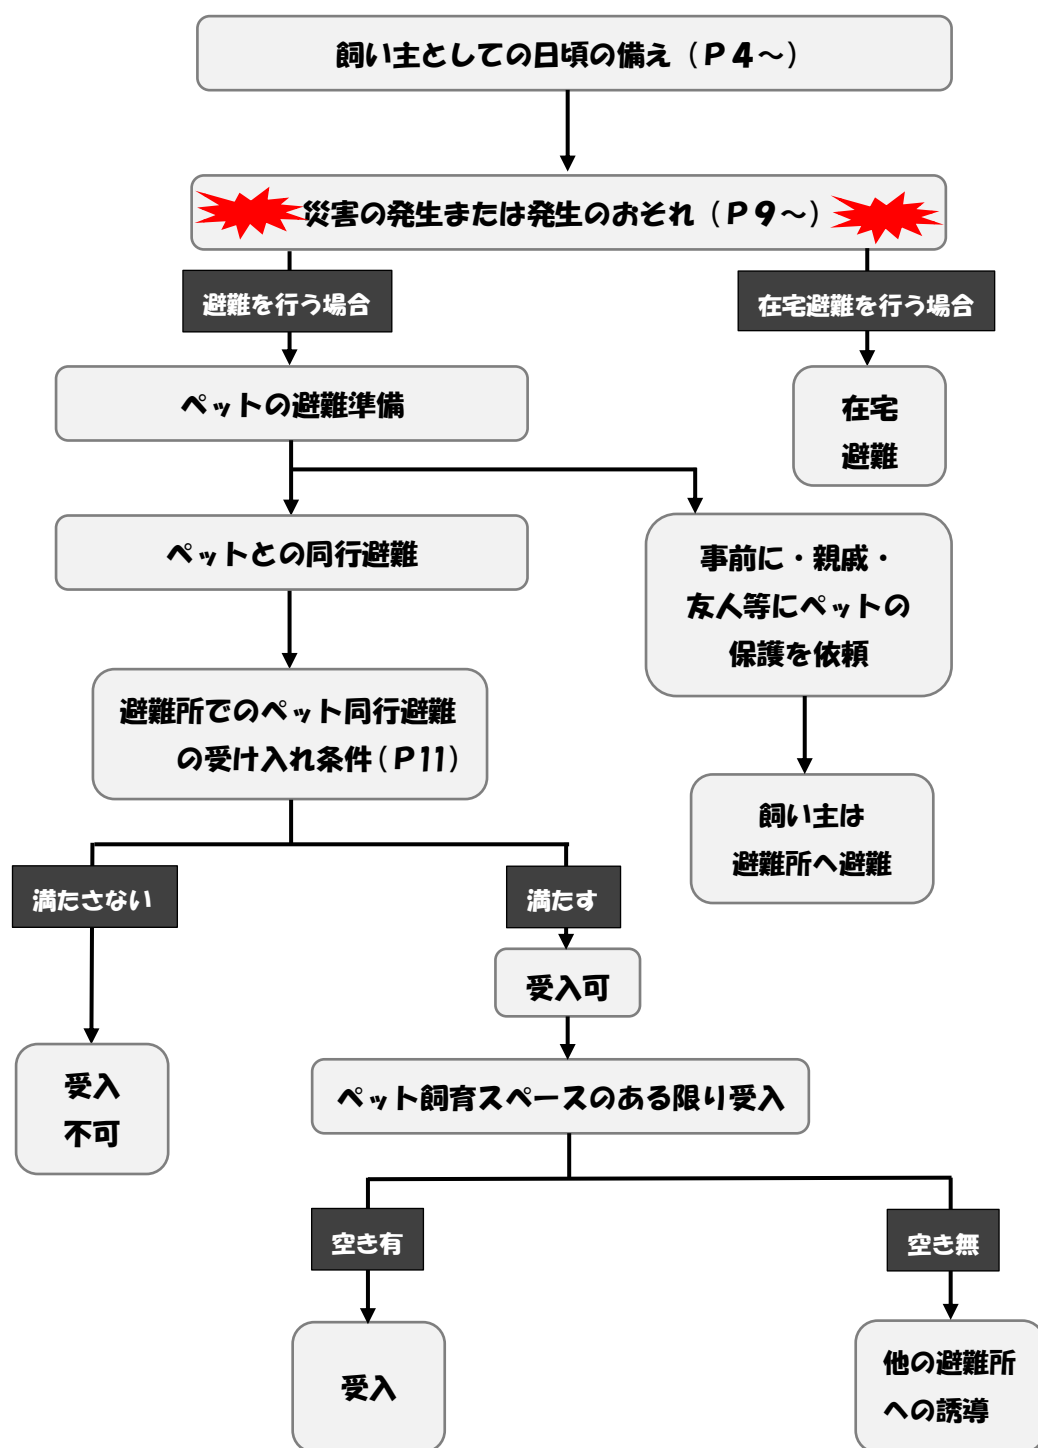 飼い主としての日頃の備え（Ｐ４～）
災害の発生または発生のおそれ（Ｐ９～）
避難を行う場合
在宅避難を行う場合
ペットの避難準備
在宅
避難
ペットとの同行避難
事前に・親戚・
友人等にペットの
保護を依頼
避難所でのペット同行避難
の受け入れ条件（Ｐ11）
飼い主は
避難所へ避難
満たさない
満たす
受入可
受入
不可
ペット飼育スペースのある限り受入
空き有
空き無
受入
他の避難所
への誘導